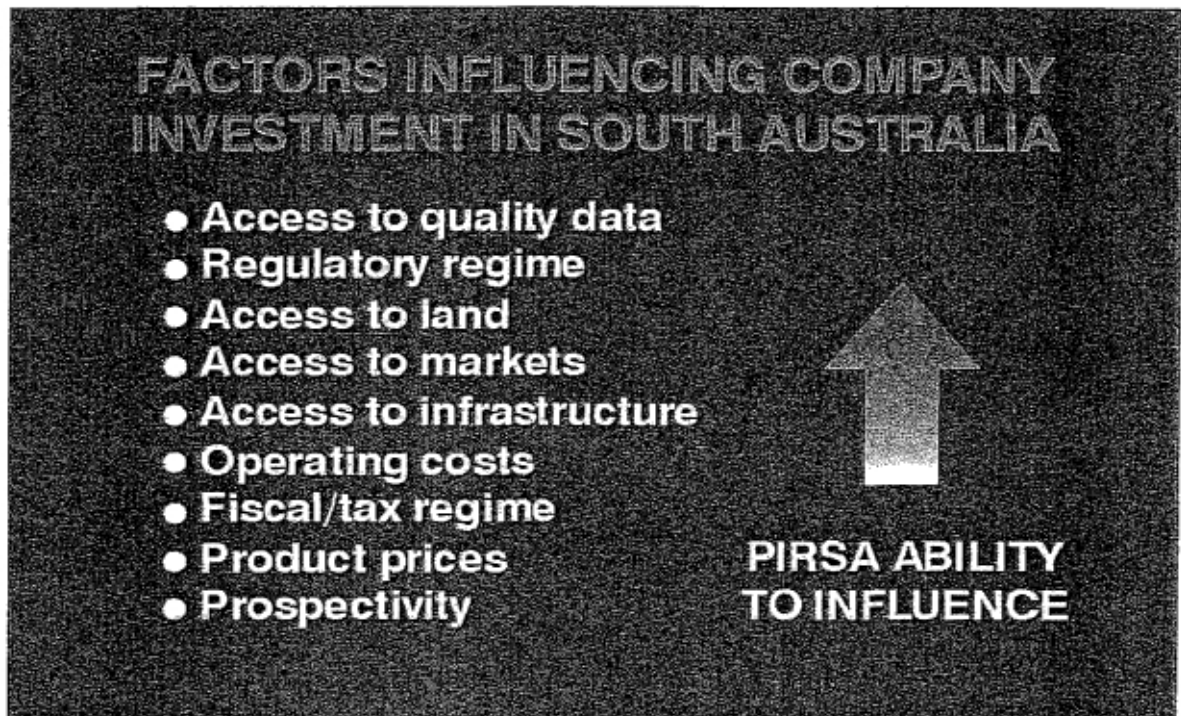 FACTORS INFLUENCING COMPANY
INVESTMENT IN SOUTH AUSTRALIA
● Access to quality data
● Regulatory regime
● Access to land
● Access to markets
● Access to infrastructure
● Operating costs
● Fiscal/tax regime
● Product prices
● Prospectivity
PIRSA ABILITY
TO INFLUENCE